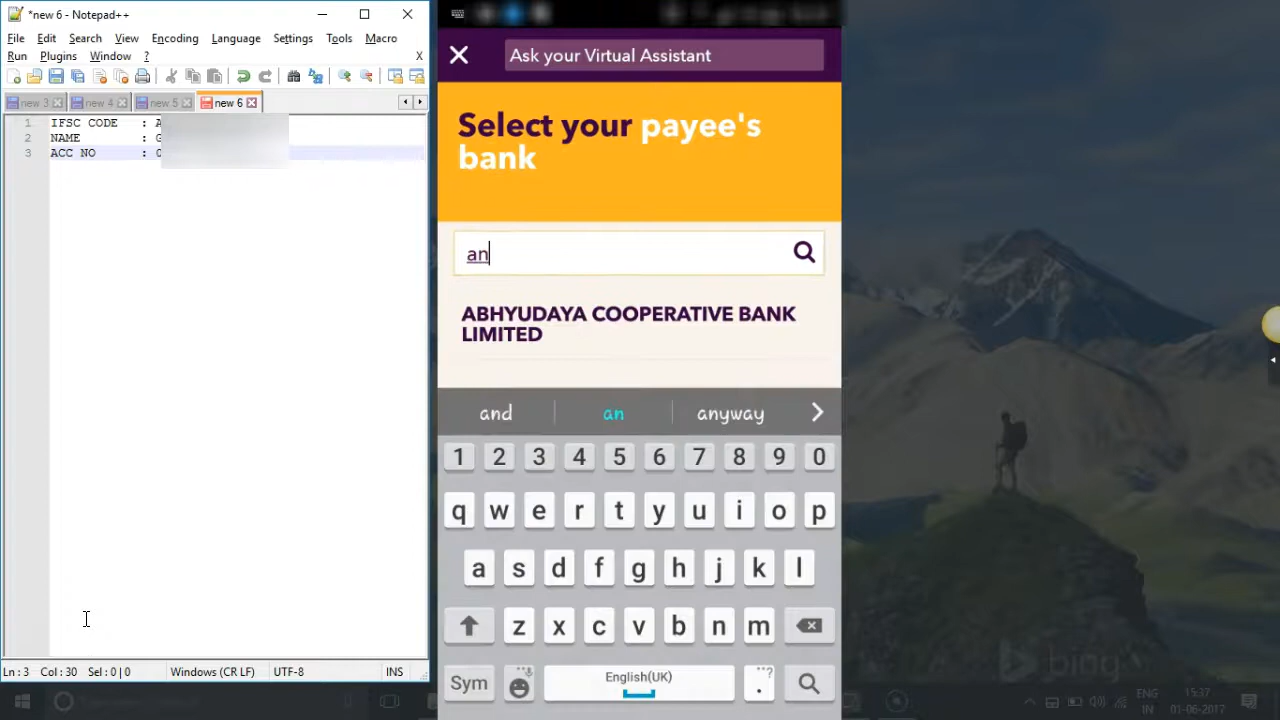 *new 6 - Notepad++
File Edit Search View Encoding Language Settings Tools Macro
Run Plugins Window ? X
new 3 new 4 new 5 new 6
1 IFSC CODE : A
2 NAME : G
3 ACC NO : 0
Ln : 3 Col : 30 Sel : 0 | 0 Windows (CR LF) UTF-8 INS
Ask your Virtual Assistant
Select your payee's
bank
an
ABHYUDAYA COOPERATIVE BANK
LIMITED
and an anyway
1 2 3 4 5 6 7 8 9 0
q w e r t y u i o p
a s d f g h j k l
z x c v b n m
Sym English(UK) . ,,?
bing
ENG
IN
15:37
01-06-2017